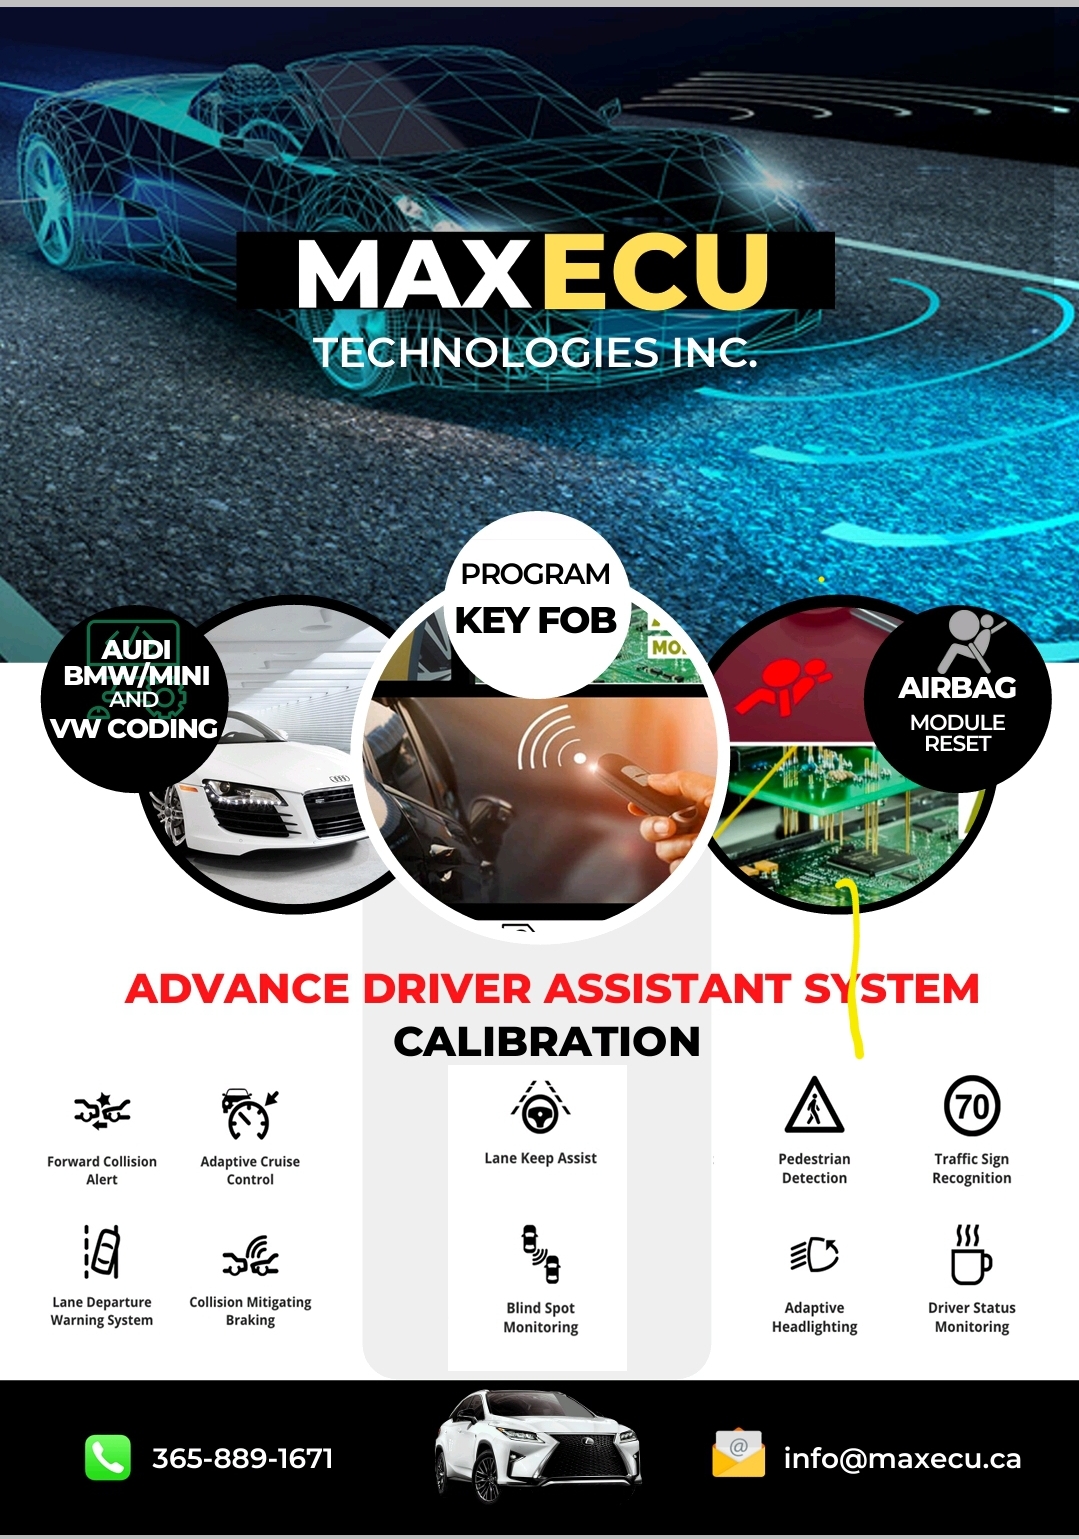 MAXECU
TECHNOLOGIES INC.
PROGRAM
KEY FOB
AUDI
BMW/MINI
AND
VW CODING
AIRBAG
MODULE
RESET
ADVANCE DRIVER ASSISTANT SYSTEM
CALIBRATION
Forward Collision
Alert
Adaptive Cruise
Control
Lane Keep Assist
Pedestrian
Detection
70
Traffic Sign
Recognition
Lane Departure
Warning System
Collision Mitigating
Braking
Blind Spot
Monitoring
Adaptive
Headlighting
Driver Status
Monitoring
365-889-1671
@
info@maxecu.ca